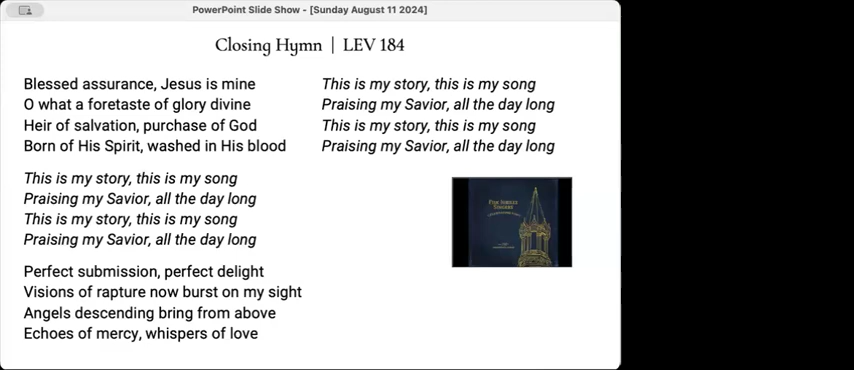 PowerPoint Slide Show - [Sunday August 11 2024]
Closing Hymn | LEV 184
Blessed assurance, Jesus is mine
O what a foretaste of glory divine
Heir of salvation, purchase of God
Born of His Spirit, washed in His blood
This is my story, this is my song
Praising my Savior, all the day long
This is my story, this is my song
Praising my Savior, all the day long
Perfect submission, perfect delight
Visions of rapture now burst on my sight
Angels descending bring from above
Echoes of mercy, whispers of love
This is my story, this is my song
Praising my Savior, all the day long
This is my story, this is my song
Praising my Savior, all the day long
Fisk Jubilee
Singers